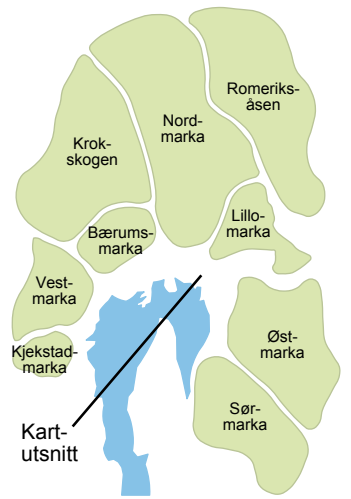 Romeriks-
åsen
Nord-
marka
Krok-
skogen
Lillo-
marka
Bærums-
marka
Vest-
marka
Øst-
marka
Kjekstad-
marka
Sør-
marka
Kart-
utsnitt